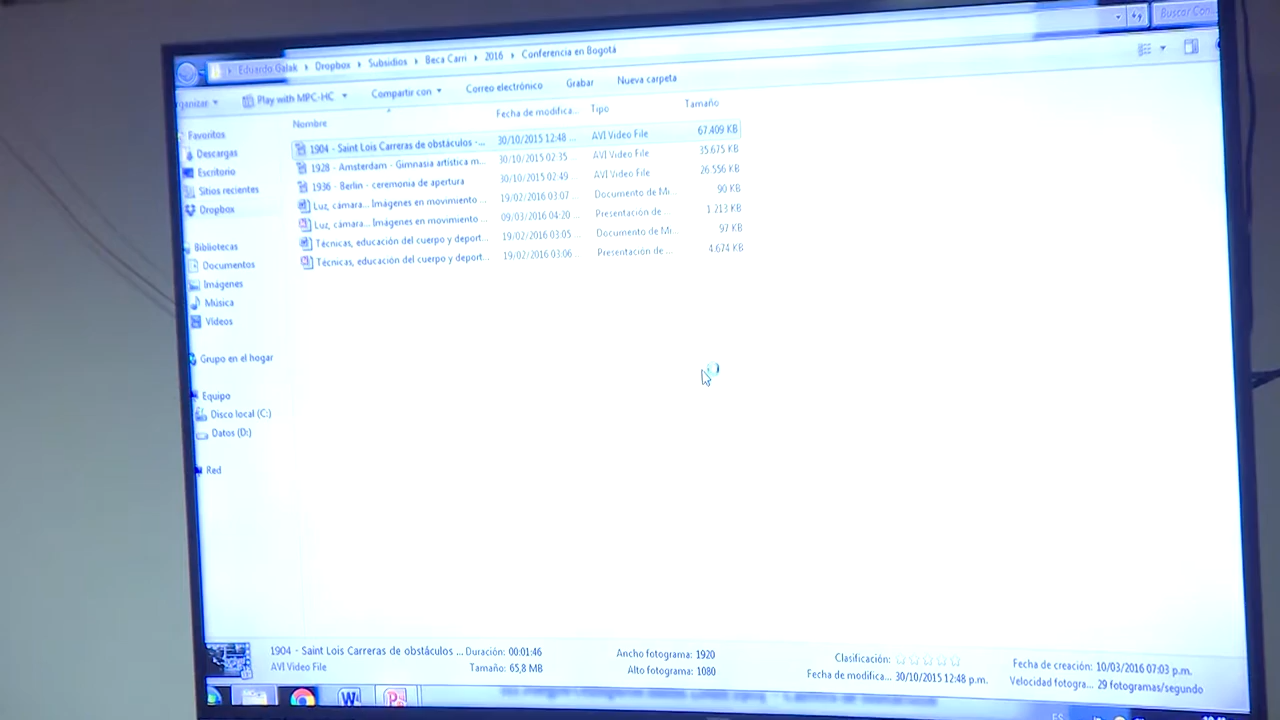 Eduardo Galak ▸ Dropbox ▸ Subsidios ▸ Beca Carri ▸ 2016 ▸ Conferencia en Bogotá
Buscar Con...
Play with MPC-HC Compartir con Correo electrónico Grabar Nueva carpeta
Nombre Fecha de modifica... Tipo Tamaño
1904 - Saint Lois Carreras de obstáculos -... 30/10/2015 12:48 ... AVI Video File 67.409 KB
1928 - Amsterdam - Gimnasia artística m... 30/10/2015 02:35 ... AVI Video File 35.675 KB
1936 - Berlin - ceremonia de apertura 30/10/2015 02:49 ... AVI Video File 26.556 KB
Luz, cámara... Imágenes en movimiento ... 19/02/2016 03:07 ... Documento de Mi... 90 KB
Luz, cámara... Imágenes en movimiento ... 09/03/2016 04:20 ... Presentación de ... 1.213 KB
Técnicas, educación del cuerpo y deport... 19/02/2016 03:05 ... Documento de Mi... 97 KB
Técnicas, educación del cuerpo y deport... 19/02/2016 03:06 ... Presentación de ... 4.674 KB
Favoritos
Descargas
Escritorio
Sitios recientes
Dropbox
Bibliotecas
Documentos
Imágenes
Música
Vídeos
Grupo en el hogar
Equipo
Disco local (C:)
Datos (D:)
Red
1904 - Saint Lois Carreras de obstáculos ... Duración: 00:01:46 Ancho fotograma: 1920 Clasificación: Fecha de creación: 10/03/2016 07:03 p.m.
AVI Video File Tamaño: 65,8 MB Alto fotograma: 1080 Fecha de modifica... 30/10/2015 12:48 p.m. Velocidad fotogra... 29 fotogramas/segundo
ES